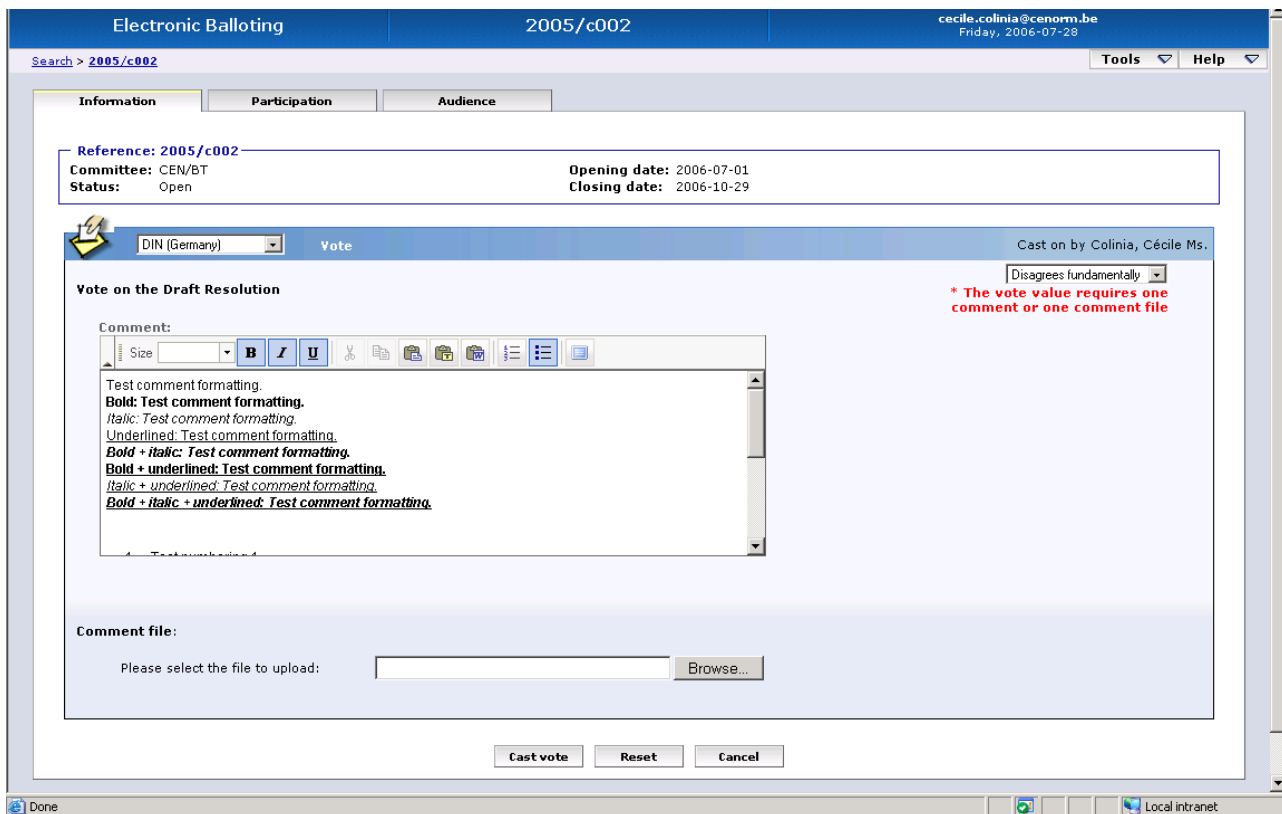 Electronic Balloting 2005/c002 cecile.colinia@cenorm.be
Friday, 2006-07-28
Search > 2005/c002 Tools Help
Information Participation Audience
Reference: 2005/c002
Committee: CEN/BT Opening date: 2006-07-01
Status: Open Closing date: 2006-10-29
DIN (Germany) Vote Cast on by Colinia, Cécile Ms.
Disagrees fundamentally
Vote on the Draft Resolution
* The vote value requires one
comment or one comment file
Comment:
Size B I U
Test comment formatting.
Bold: Test comment formatting.
Italic: Test comment formatting.
Underlined: Test comment formatting.
Bold + italic: Test comment formatting.
Bold + underlined: Test comment formatting.
Italic + underlined: Test comment formatting.
Bold + italic + underlined: Test comment formatting.
1. Test numbering 1
Comment file:
Please select the file to upload: Browse...
Cast vote Reset Cancel
Done Local intranet